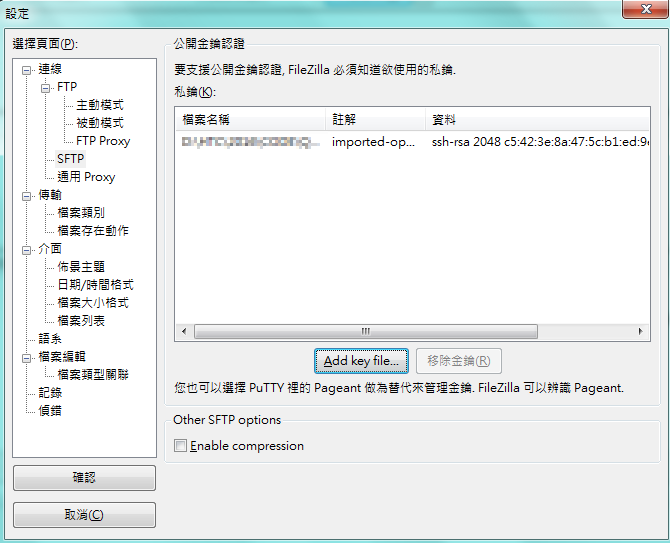 設定
選擇頁面(P):
連線
FTP
主動模式
被動模式
FTP Proxy
SFTP
通用 Proxy
傳輸
檔案類別
檔案存在動作
介面
佈景主題
日期/時間格式
檔案大小格式
檔案列表
語系
檔案編輯
檔案類型關聯
記錄
偵錯
確認
取消(C)
公開金鑰認證
要支援公開金鑰認證, FileZilla 必須知道欲使用的私鑰.
私鑰(K):
檔案名稱 註解 資料
imported-op... ssh-rsa 2048 c5:42:3e:8a:47:5c:b1:ed:9
Add key file... 移除金鑰(R)
您也可以選擇 PuTTY 裡的 Pageant 做為替代來管理金鑰. FileZilla 可以辨識 Pageant.
Other SFTP options
Enable compression